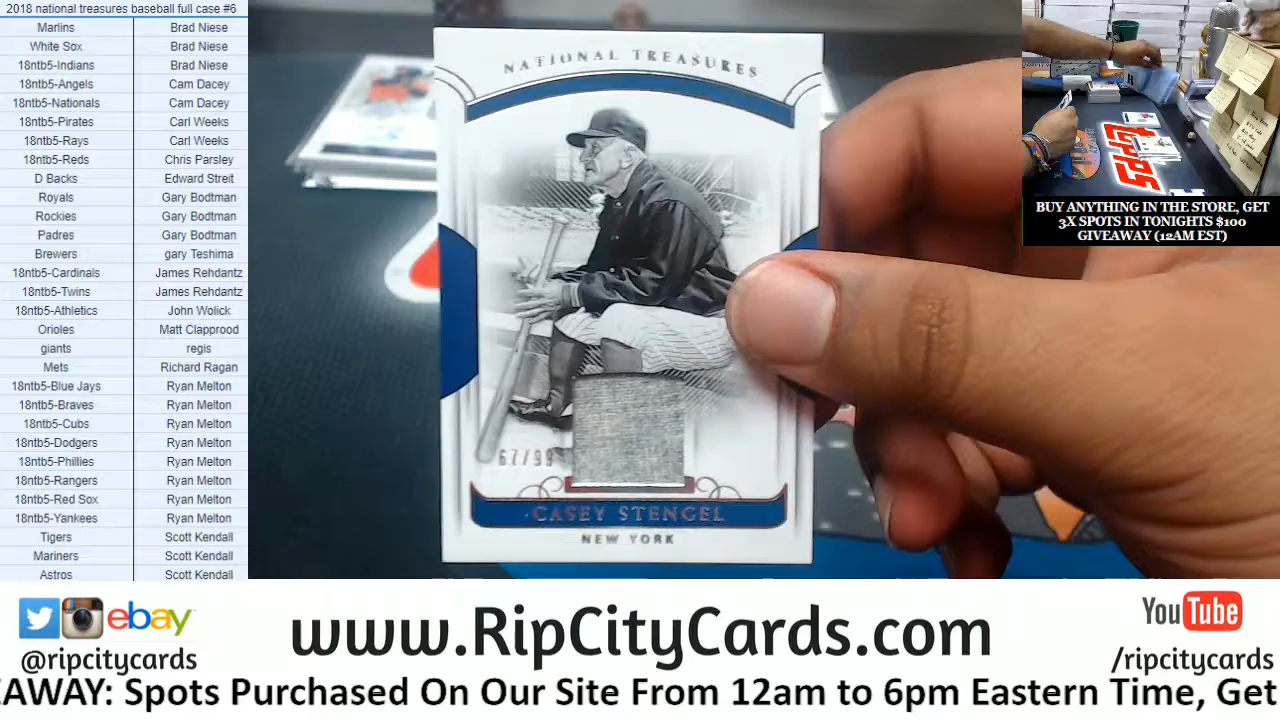 2018 national treasures baseball full case #6
Marlins Brad Niese
White Sox Brad Niese
18ntb5-Indians Brad Niese
18ntb5-Angels Cam Dacey
18ntb5-Nationals Cam Dacey
18ntb5-Pirates Carl Weeks
18ntb5-Rays Carl Weeks
18ntb5-Reds Chris Parsley
D Backs Edward Streit
Royals Gary Bodtman
Rockies Gary Bodtman
Padres Gary Bodtman
Brewers gary Teshima
18ntb5-Cardinals James Rehdantz
18ntb5-Twins James Rehdantz
18ntb5-Athletics John Wolick
Orioles Matt Clapprood
giants regis
Mets Richard Ragan
18ntb5-Blue Jays Ryan Melton
18ntb5-Braves Ryan Melton
18ntb5-Cubs Ryan Melton
18ntb5-Dodgers Ryan Melton
18ntb5-Phillies Ryan Melton
18ntb5-Rangers Ryan Melton
18ntb5-Red Sox Ryan Melton
18ntb5-Yankees Ryan Melton
Tigers Scott Kendall
Mariners Scott Kendall
Astros Scott Kendall
NATIONAL TREASURES
67/99
CASEY STENGEL
NEW YORK
topps
BUY ANYTHING IN THE STORE, GET
3X SPOTS IN TONIGHTS $100
GIVEAWAY (12AM EST)
ebay
@ripcitycards
www.RipCityCards.com
YouTube
/ripcitycards
EAWAY: Spots Purchased On Our Site From 12am to 6pm Eastern Time, Get